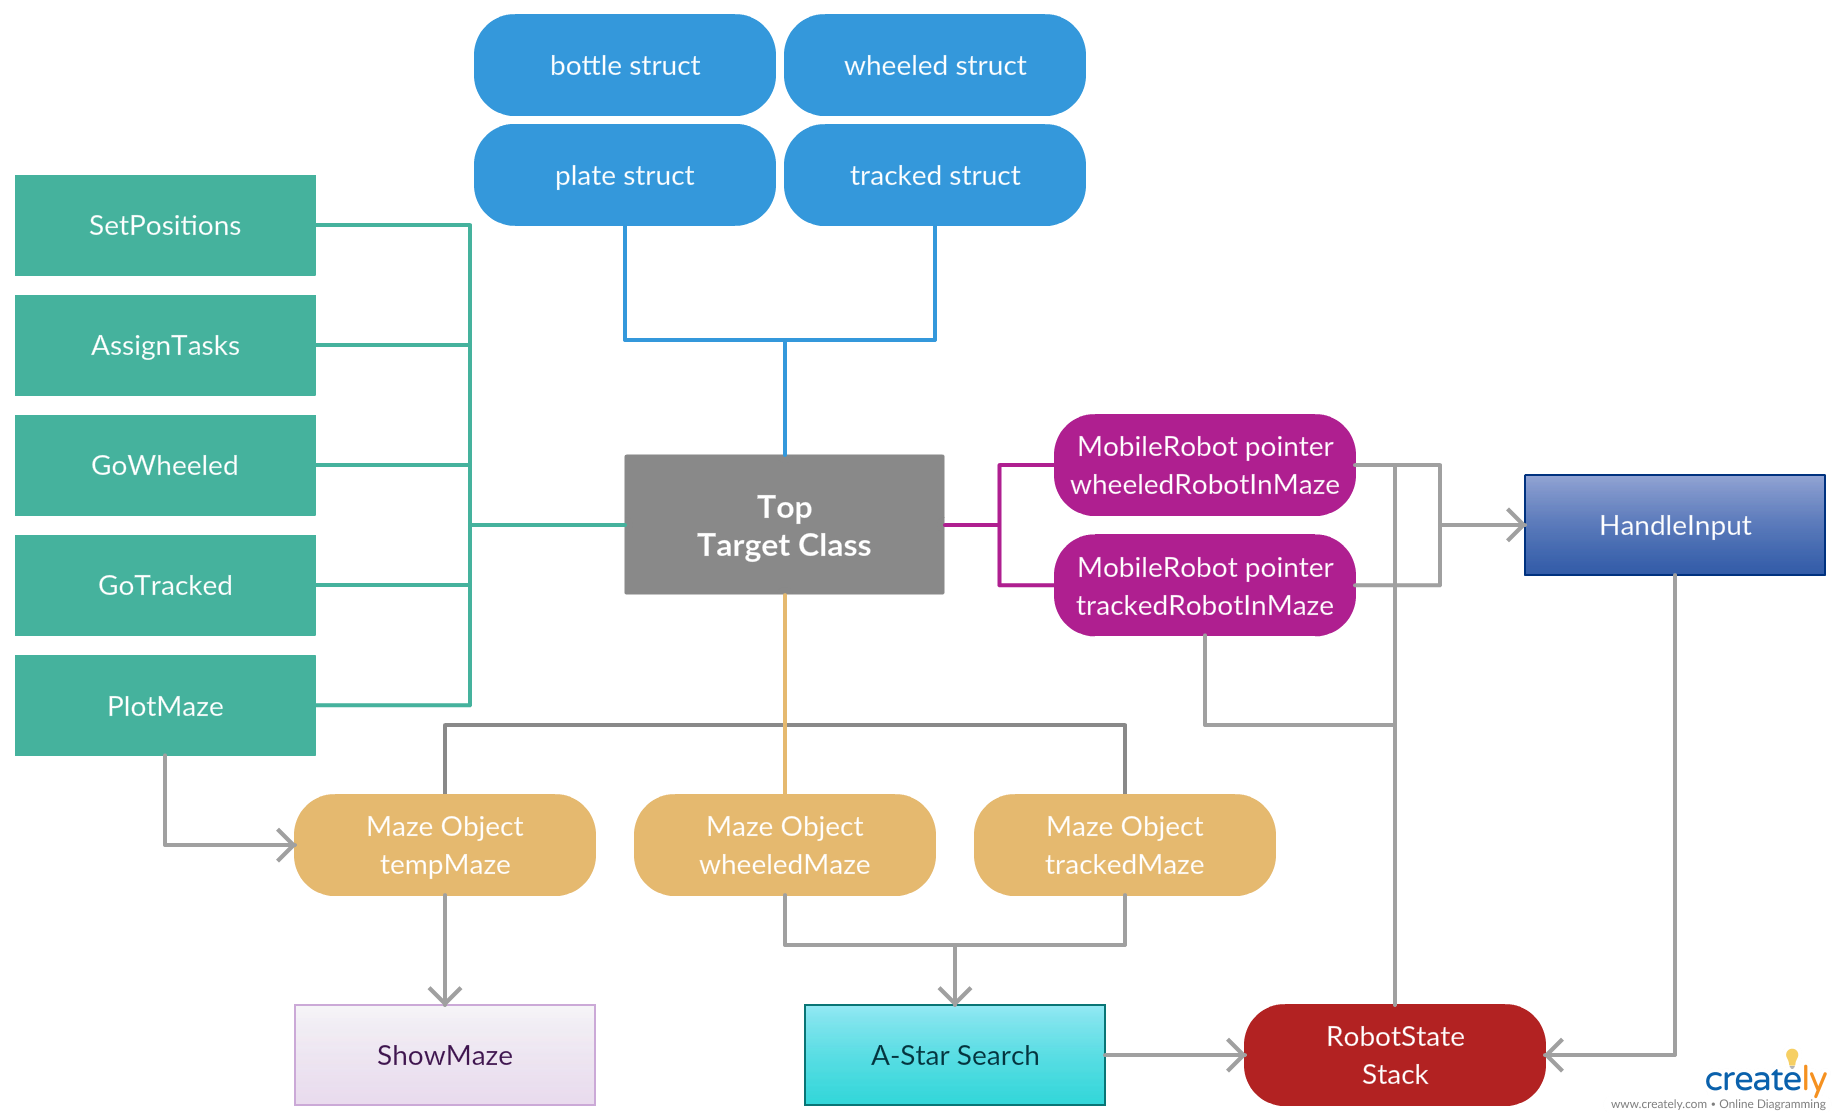 bottle struct
wheeled struct
plate struct
tracked struct
SetPositions
AssignTasks
GoWheeled
GoTracked
PlotMaze
Top
Target Class
MobileRobot pointer
wheeledRobotInMaze
MobileRobot pointer
trackedRobotInMaze
HandleInput
Maze Object
tempMaze
Maze Object
wheeledMaze
Maze Object
trackedMaze
ShowMaze
A-Star Search
RobotState
Stack
creately
www.creately.com • Online Diagramming